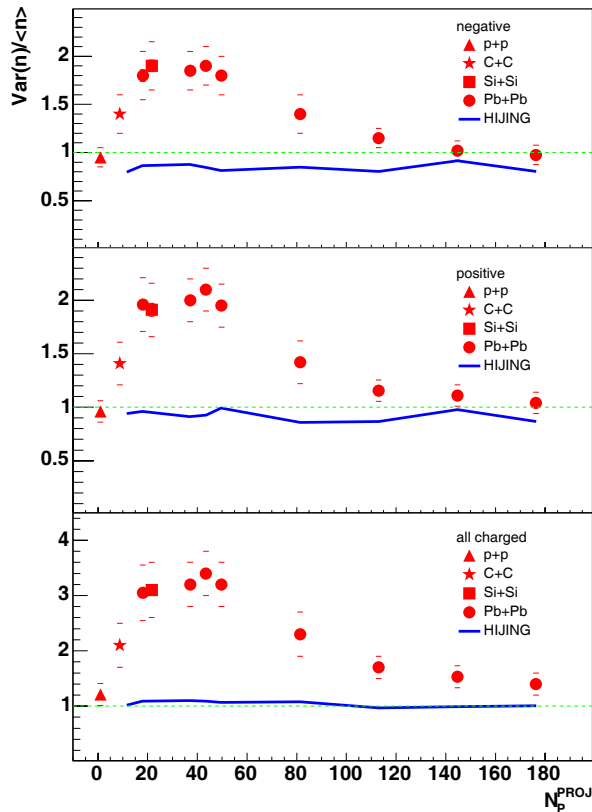 Var(n)/<n>
negative
p+p
C+C
Si+Si
Pb+Pb
HIJING
2
1.5
1
0.5
positive
p+p
C+C
Si+Si
Pb+Pb
HIJING
2
1.5
1
0.5
all charged
p+p
C+C
Si+Si
Pb+Pb
HIJING
4
3
2
1
0 20 40 60 80 100 120 140 160 180
N_P^PROJ